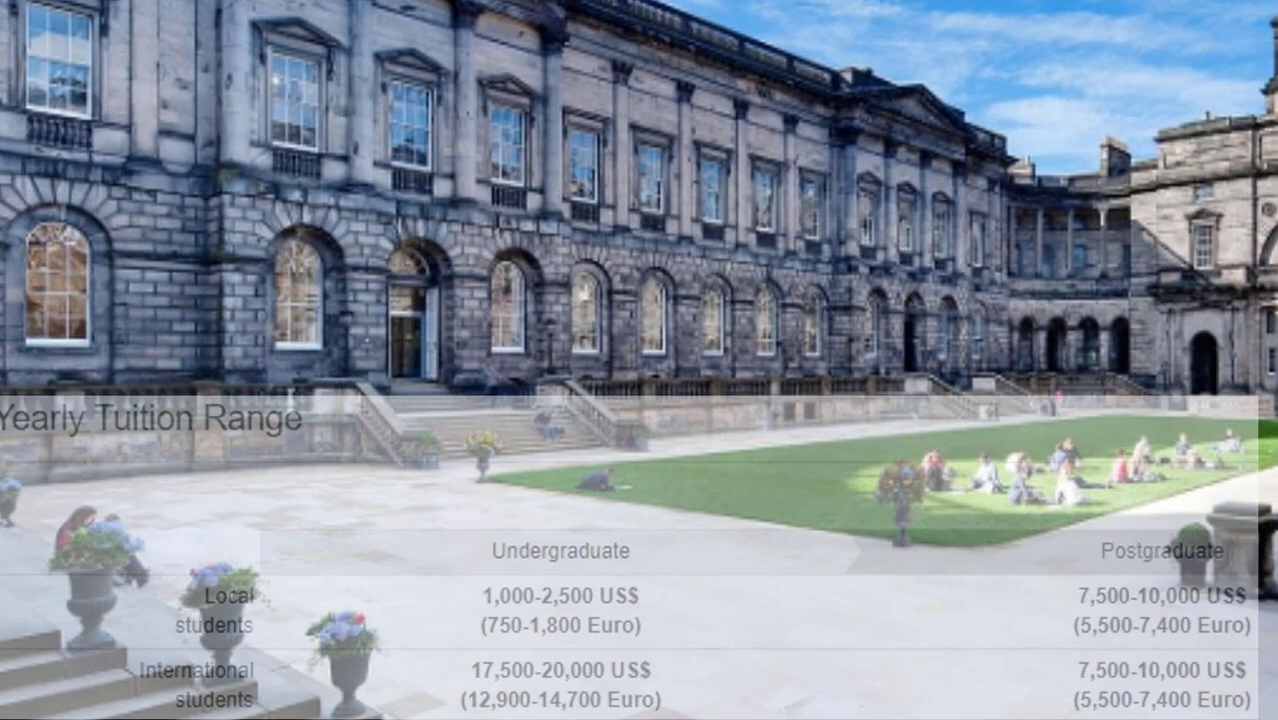 Yearly Tuition Range
Undergraduate Postgraduate
Local students 1,000-2,500 US$ (750-1,800 Euro) 7,500-10,000 US$ (5,500-7,400 Euro)
International students 17,500-20,000 US$ (12,900-14,700 Euro) 7,500-10,000 US$ (5,500-7,400 Euro)